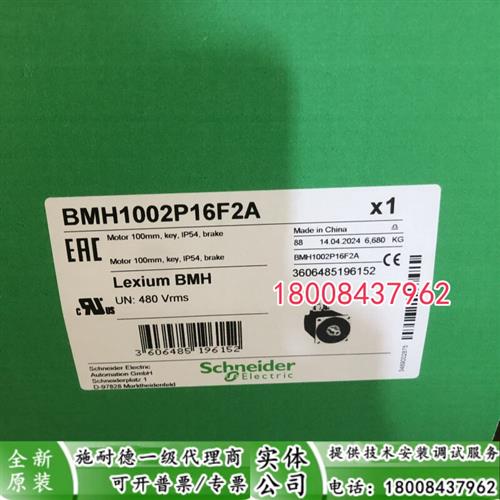 BMH1002P16F2A
x1
EAC
Motor 100mm, key, IP54, brake
Motor 100mm, key, IP54, brake
Made in China
88 14.04.2024 6,680 KG
BMH1002P16F2A
CE
3606485196152
Lexium BMH
UN: 480 Vrms
c UR us
18008437962
3 606485 196152
Schneider Electric
Automation GmbH
Schneiderplatz 1
D-97828 Marktheidenfeld
Schneider
Electric
全新
原装
施耐德一级代理商
可开普票/专票
实体
公司
提供技术安装调试服务
电话:18008437962